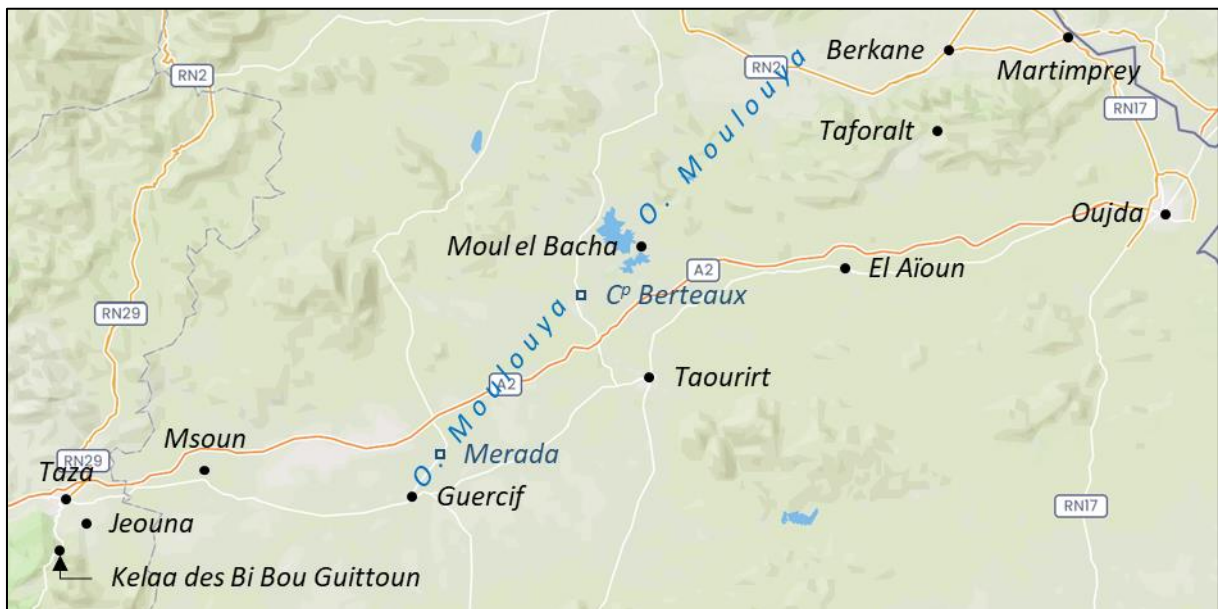 RN2
Berkane
RN2
Martimprey
RN17
Taforalt
O. Moulouya
Oujda
Moul el Bacha
A2
El Aïoun
Cᵖ Berteaux
Taourirt
A2
O. Moulouya
RN29
Msoun
Merada
RN29
Taza
Guercif
RN17
Jeouna
Kelaa des Bi Bou Guittoun